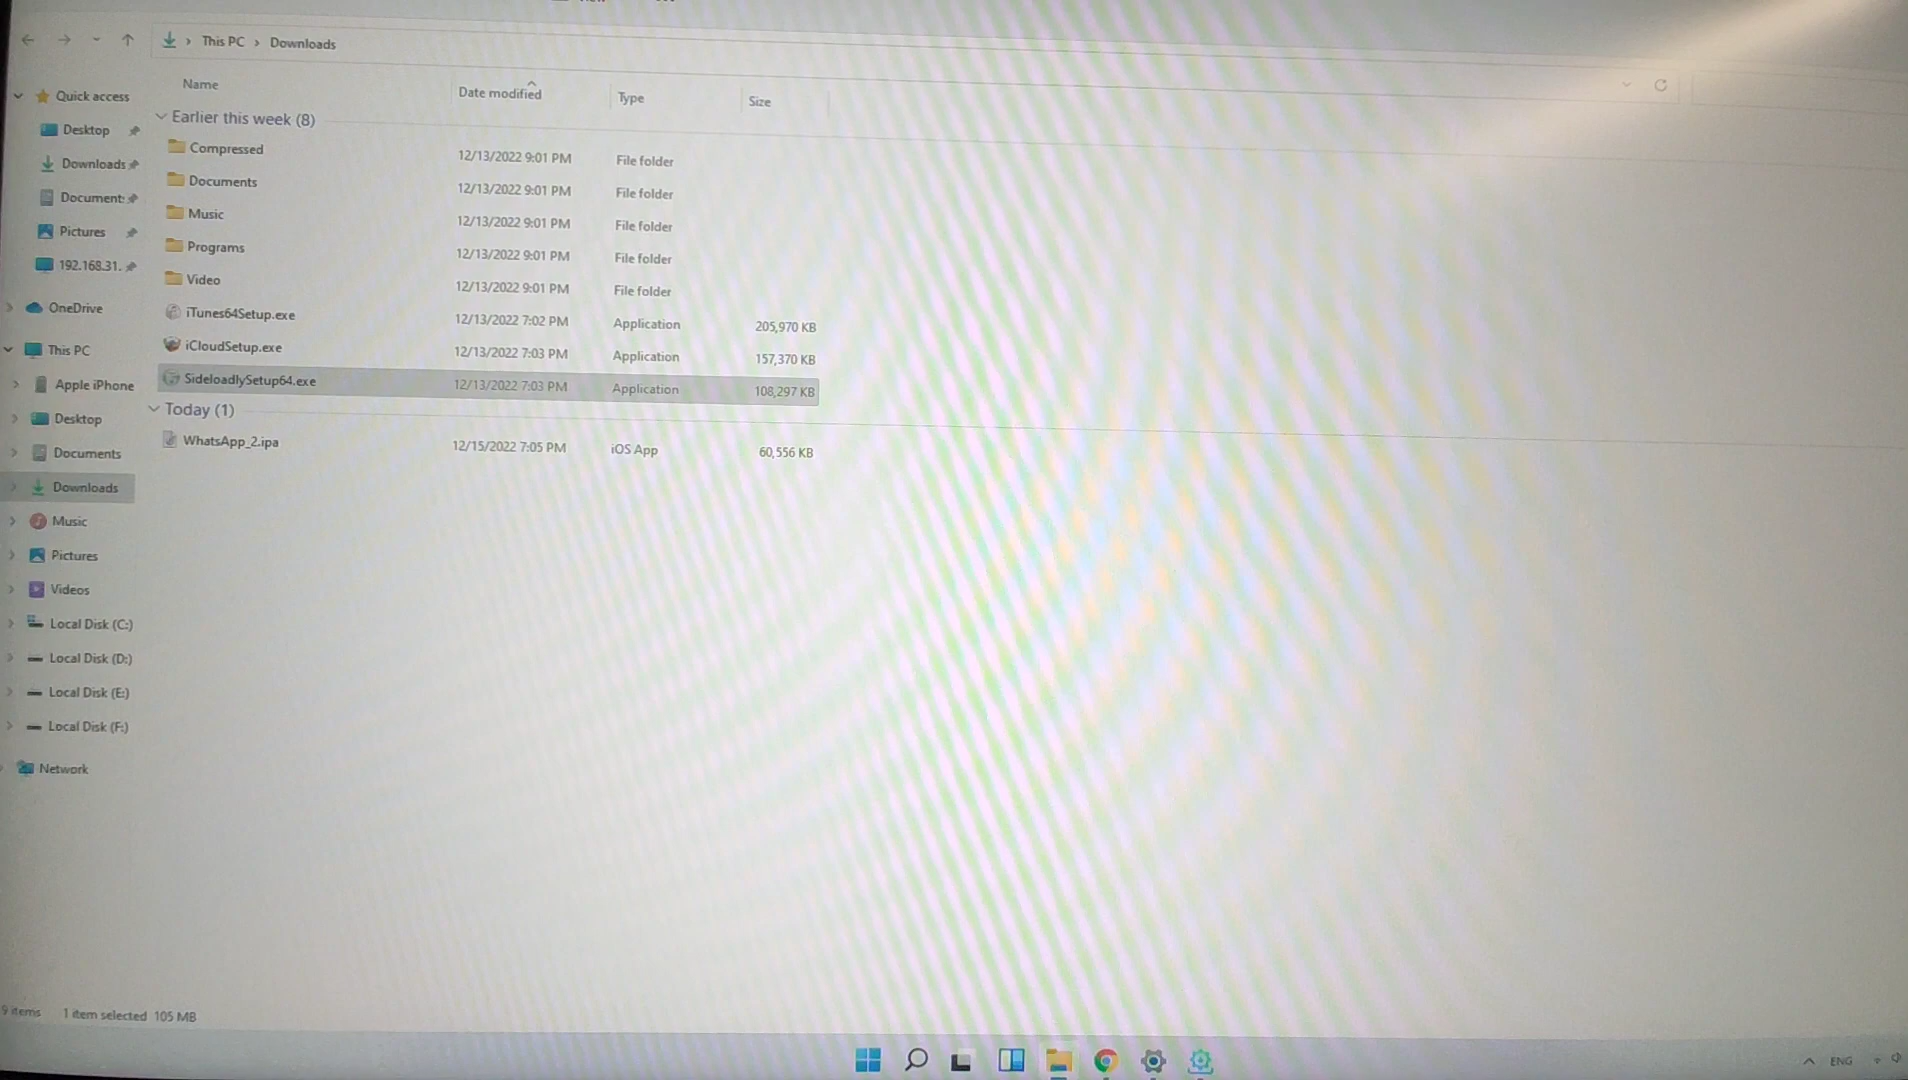 This PC › Downloads
Name Date modified Type Size
Quick access
Desktop
Downloads
Document:
Pictures
192.168.31.
OneDrive
This PC
Apple iPhone
Desktop
Documents
Downloads
Music
Pictures
Videos
Local Disk (C:)
Local Disk (D:)
Local Disk (E:)
Local Disk (F:)
Network
Earlier this week (8)
Compressed 12/13/2022 9:01 PM File folder
Documents 12/13/2022 9:01 PM File folder
Music 12/13/2022 9:01 PM File folder
Programs 12/13/2022 9:01 PM File folder
Video 12/13/2022 9:01 PM File folder
iTunes64Setup.exe 12/13/2022 7:02 PM Application 205,970 KB
iCloudSetup.exe 12/13/2022 7:03 PM Application 157,370 KB
SideloadlySetup64.exe 12/13/2022 7:03 PM Application 108,297 KB
Today (1)
WhatsApp_2.ipa 12/15/2022 7:05 PM iOS App 60,556 KB
9 items 1 item selected 105 MB
ENG